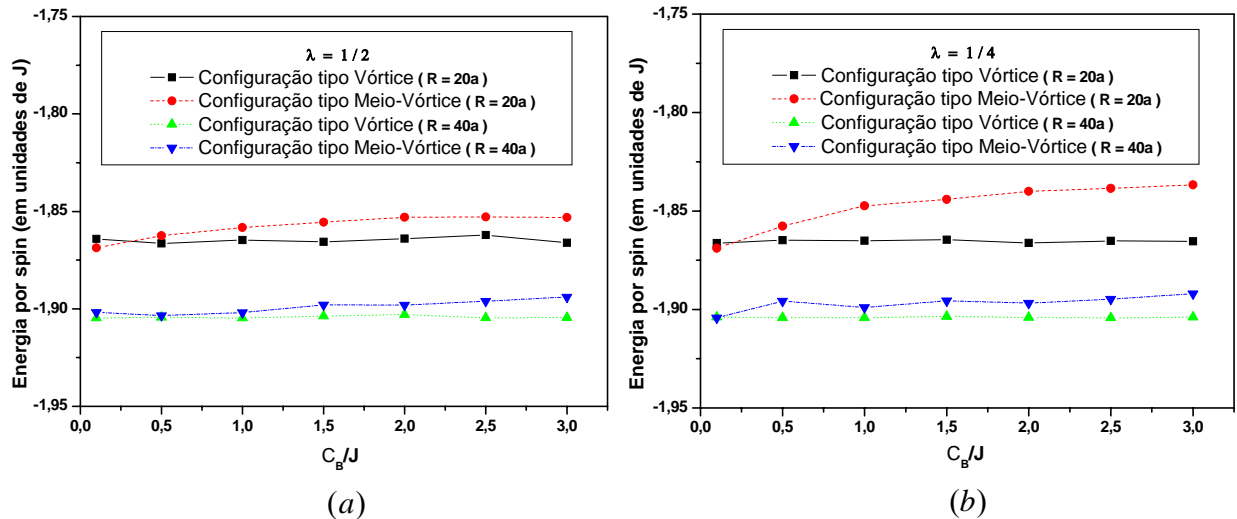 -1,75
-1,80
-1,85
-1,90
-1,95
Energia por spin (em unidades de J)
λ = 1 / 2
Configuração tipo Vórtice ( R = 20a )
Configuração tipo Meio-Vórtice ( R = 20a )
Configuração tipo Vórtice ( R = 40a )
Configuração tipo Meio-Vórtice ( R = 40a )
0,0 0,5 1,0 1,5 2,0 2,5 3,0
C_B/J
(a)
-1,75
-1,80
-1,85
-1,90
-1,95
Energia por spin (em unidades de J)
λ = 1 / 4
Configuração tipo Vórtice ( R = 20a )
Configuração tipo Meio-Vórtice ( R = 20a )
Configuração tipo Vórtice ( R = 40a )
Configuração tipo Meio-Vórtice ( R = 40a )
0,0 0,5 1,0 1,5 2,0 2,5 3,0
C_B/J
(b)